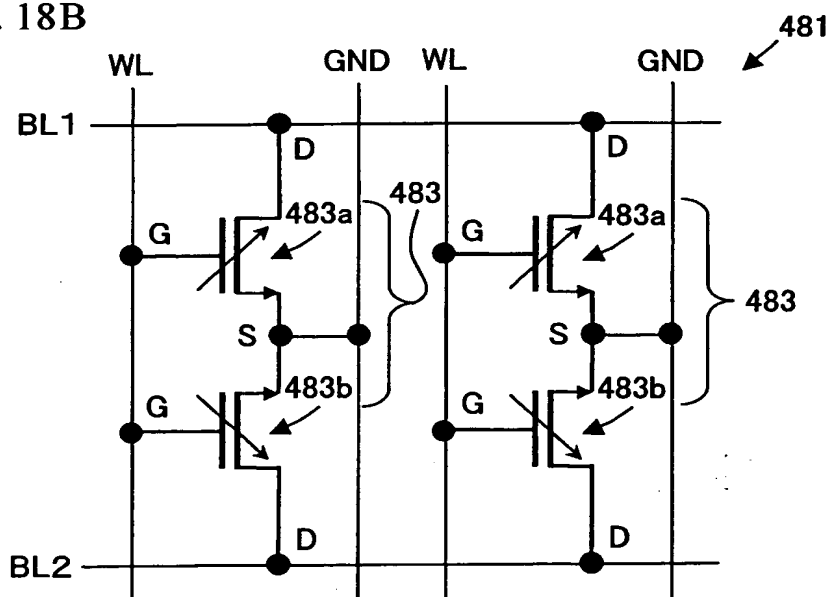 . 18B
481
WL GND WL GND
BL1
D D
483
483a 483a
G G
483
S S
483b 483b
G G
D D
BL2